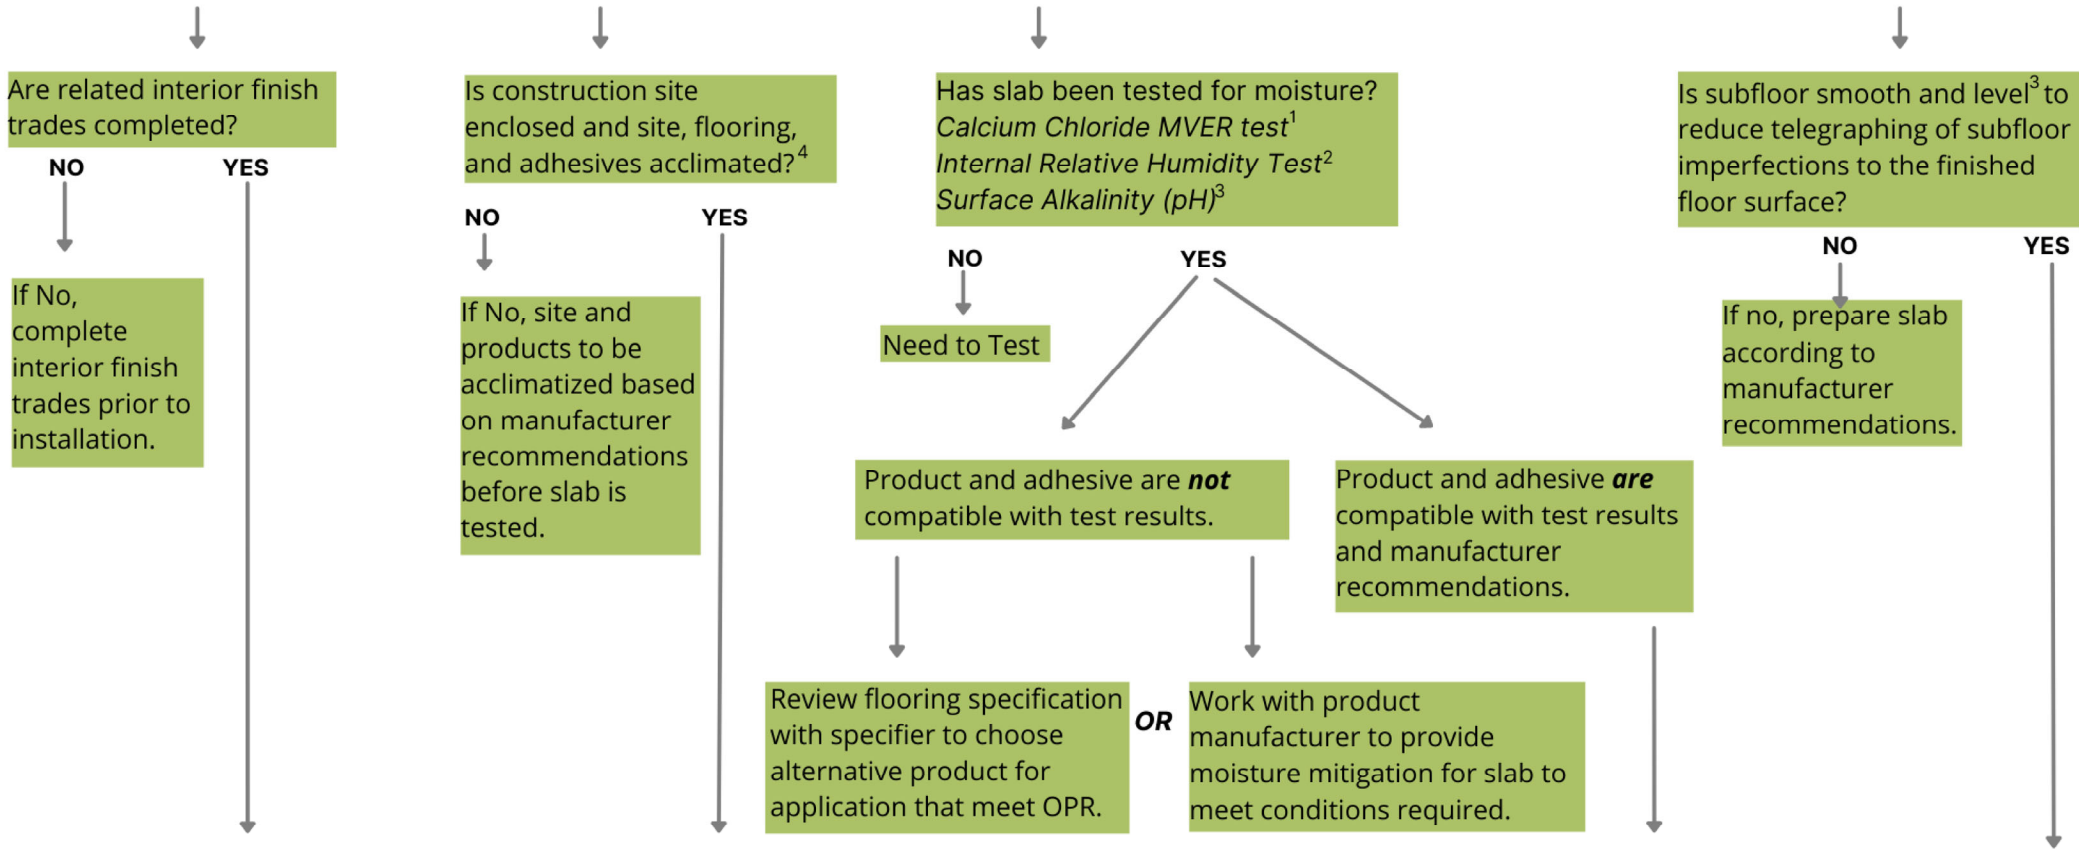 Are related interior finish
trades completed?
NO
YES
If No,
complete
interior finish
trades prior to
installation.
Is construction site
enclosed and site, flooring,
and adhesives acclimated?4
NO
YES
If No, site and
products to be
acclimatized based
on manufacturer
recommendations
before slab is
tested.
Has slab been tested for moisture?
Calcium Chloride MVER test1
Internal Relative Humidity Test2
Surface Alkalinity (pH)3
NO
YES
Need to Test
Product and adhesive are not
compatible with test results.
Product and adhesive are
compatible with test results
and manufacturer
recommendations.
Review flooring specification
with specifier to choose
alternative product for
application that meet OPR.
OR
Work with product
manufacturer to provide
moisture mitigation for slab to
meet conditions required.
Is subfloor smooth and level3 to
reduce telegraphing of subfloor
imperfections to the finished
floor surface?
NO
YES
If no, prepare slab
according to
manufacturer
recommendations.